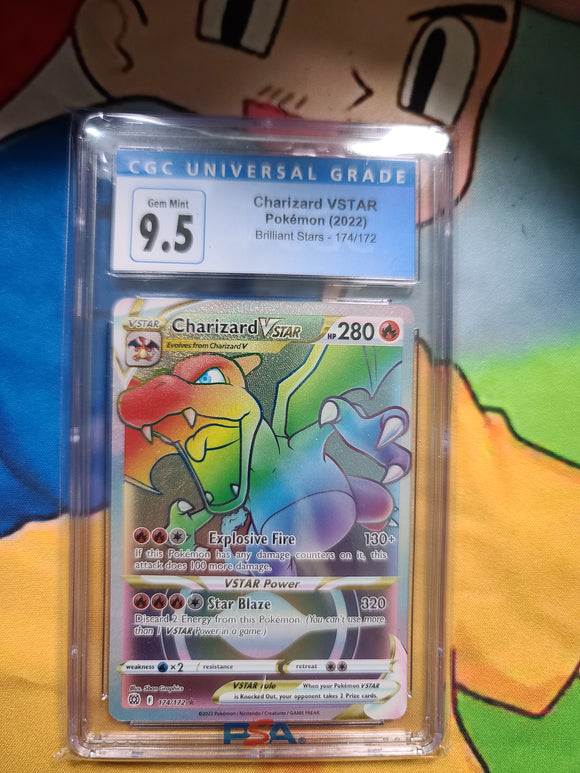 CGC UNIVERSAL GRADE
Gem Mint
9.5
Charizard VSTAR
Pokémon (2022)
Brilliant Stars - 174/172
VSTAR Charizard VSTAR HP 280
Evolves from Charizard V
Explosive Fire 130+
If this Pokémon has any damage counters on it, this
attack does 100 more damage.
VSTAR Power
Star Blaze 320
Discard 2 Energy from this Pokémon. (You can't use more
than 1 VSTAR Power in a game.)
weakness ×2 resistance retreat
Illus. 5ban Graphics
VSTAR rule When your Pokémon VSTAR
is Knocked Out, your opponent takes 2 Prize cards.
F 174/172
©2022 Pokémon / Nintendo / Creatures / GAME FREAK
PSA